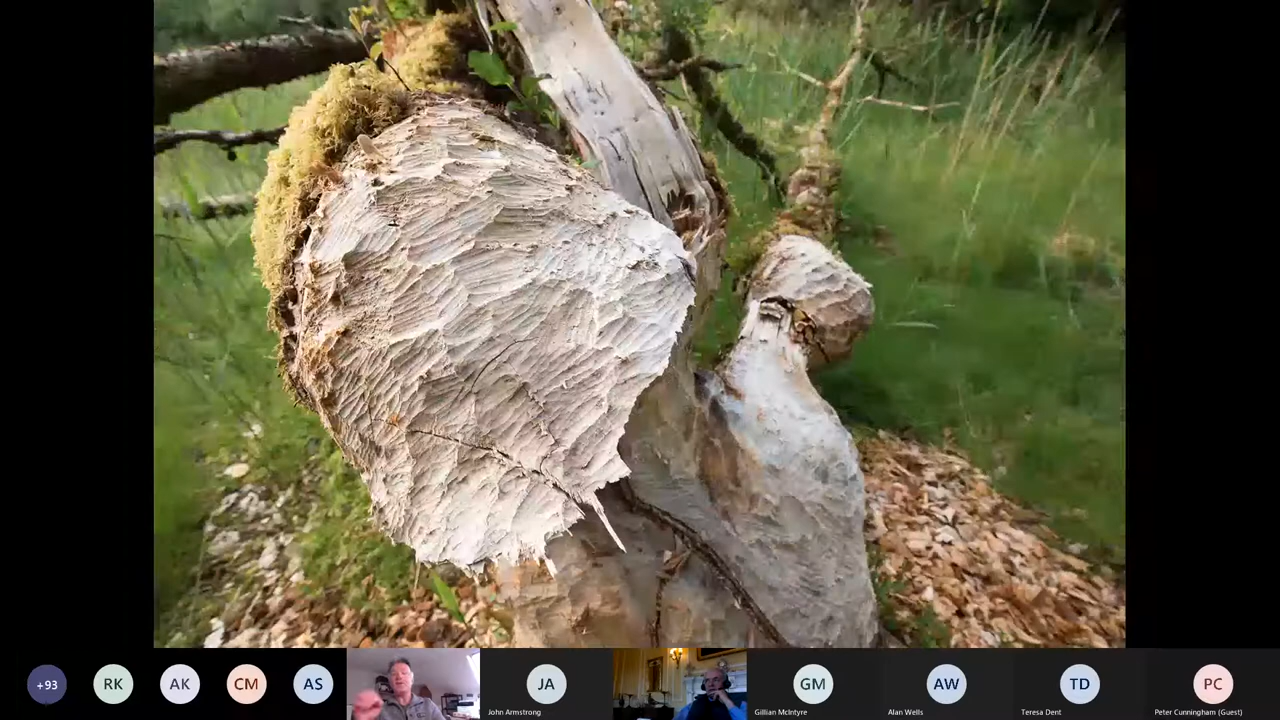 +93
RK
AK
CM
AS
JA
John Armstrong
GM
Gillian McIntyre
AW
Alan Wells
TD
Teresa Dent
PC
Peter Cunningham (Guest)